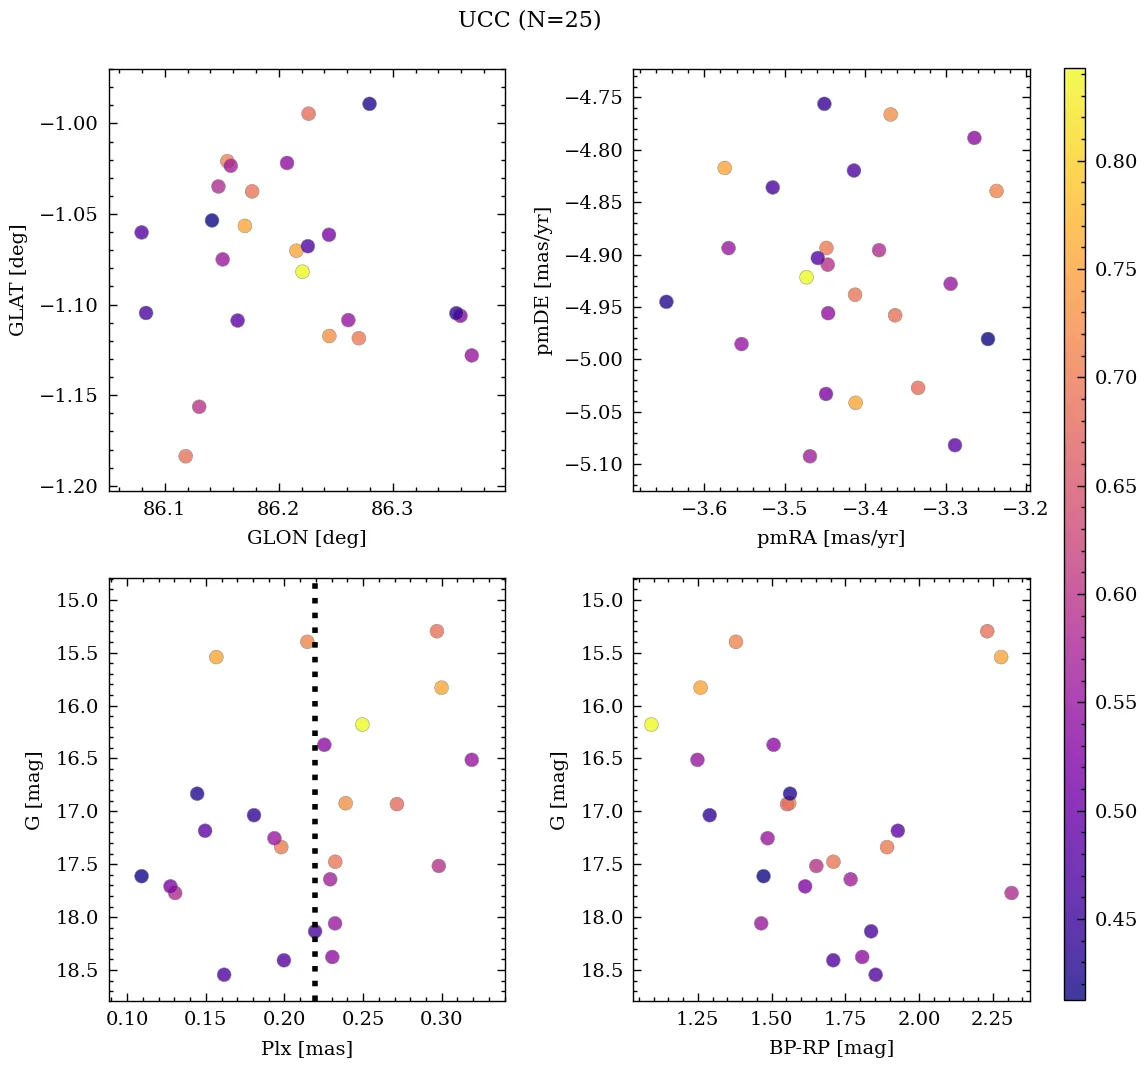 UCC (N=25)
−1.00
−1.05
−1.10
−1.15
−1.20
GLAT [deg]
86.1 86.2 86.3
GLON [deg]
−4.75
−4.80
−4.85
−4.90
−4.95
−5.00
−5.05
−5.10
pmDE [mas/yr]
−3.6 −3.5 −3.4 −3.3 −3.2
pmRA [mas/yr]
15.0
15.5
16.0
16.5
17.0
17.5
18.0
18.5
G [mag]
0.10 0.15 0.20 0.25 0.30
Plx [mas]
15.0
15.5
16.0
16.5
17.0
17.5
18.0
18.5
G [mag]
1.25 1.50 1.75 2.00 2.25
BP-RP [mag]
0.80
0.75
0.70
0.65
0.60
0.55
0.50
0.45